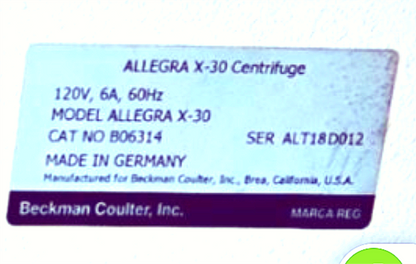 ALLEGRA X-30 Centrifuge
120V, 6A, 60Hz
MODEL ALLEGRA X-30
CAT NO B06314 SER ALT18D012
MADE IN GERMANY
Manufactured for Beckman Coulter, Inc., Brea, California, U.S.A.
Beckman Coulter, Inc. MARCA REG